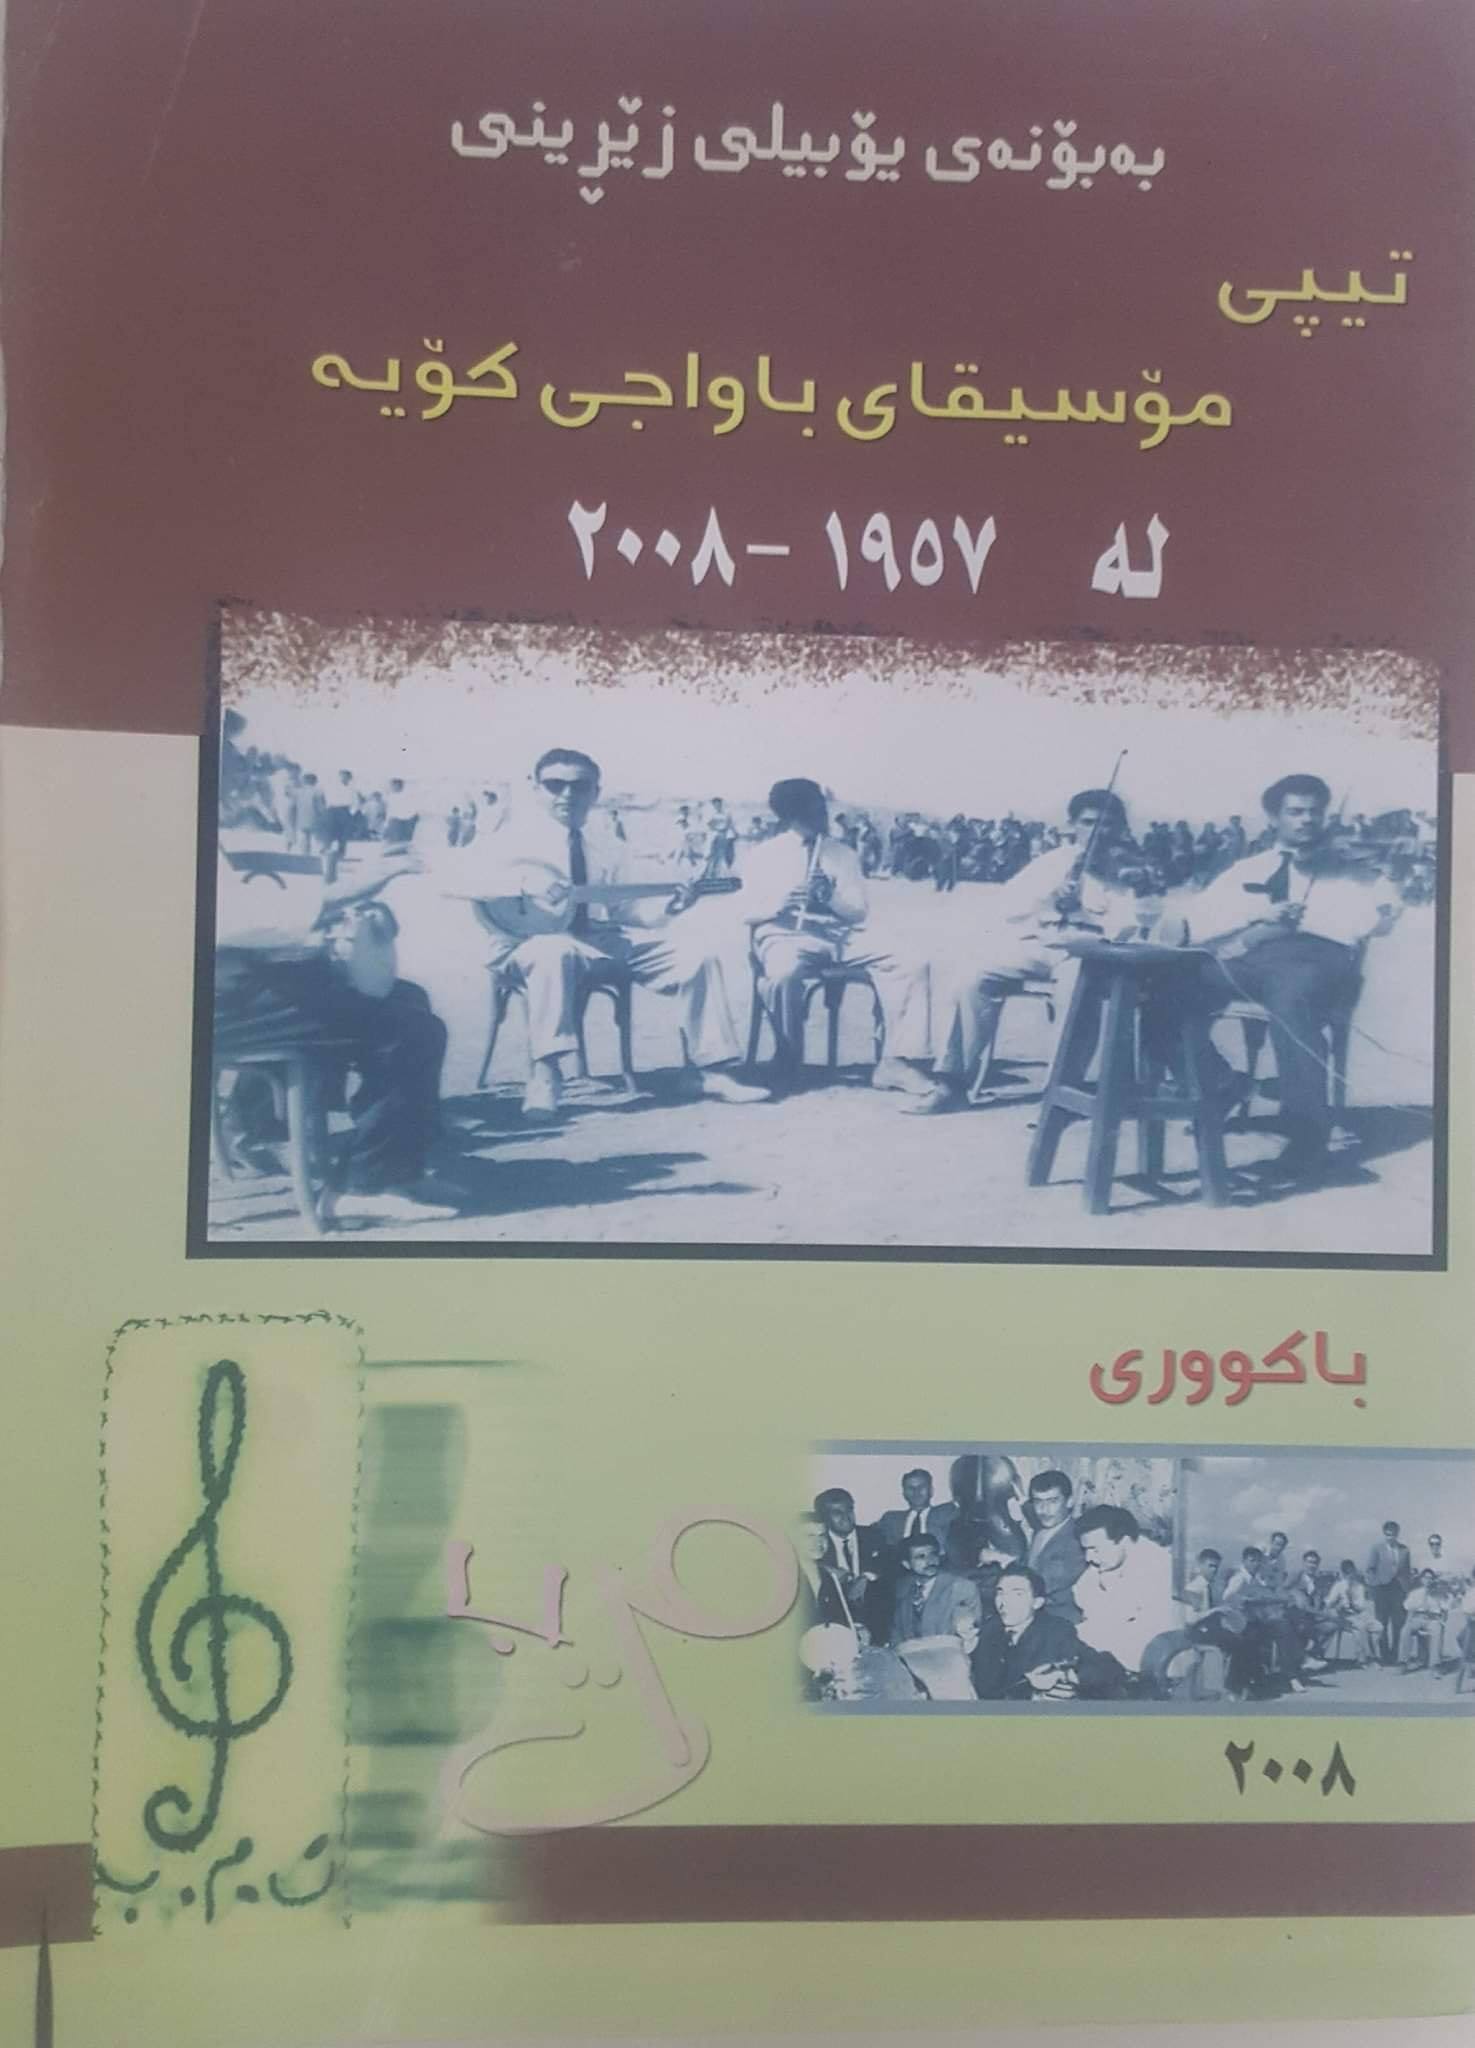 بەبۆنەی یۆبیلی زێڕینی
تیپی
مۆسیقای باواجی کۆیە
لە ١٩٥٧ - ٢٠٠٨
باکووری
٢٠٠٨
ت.م.ب